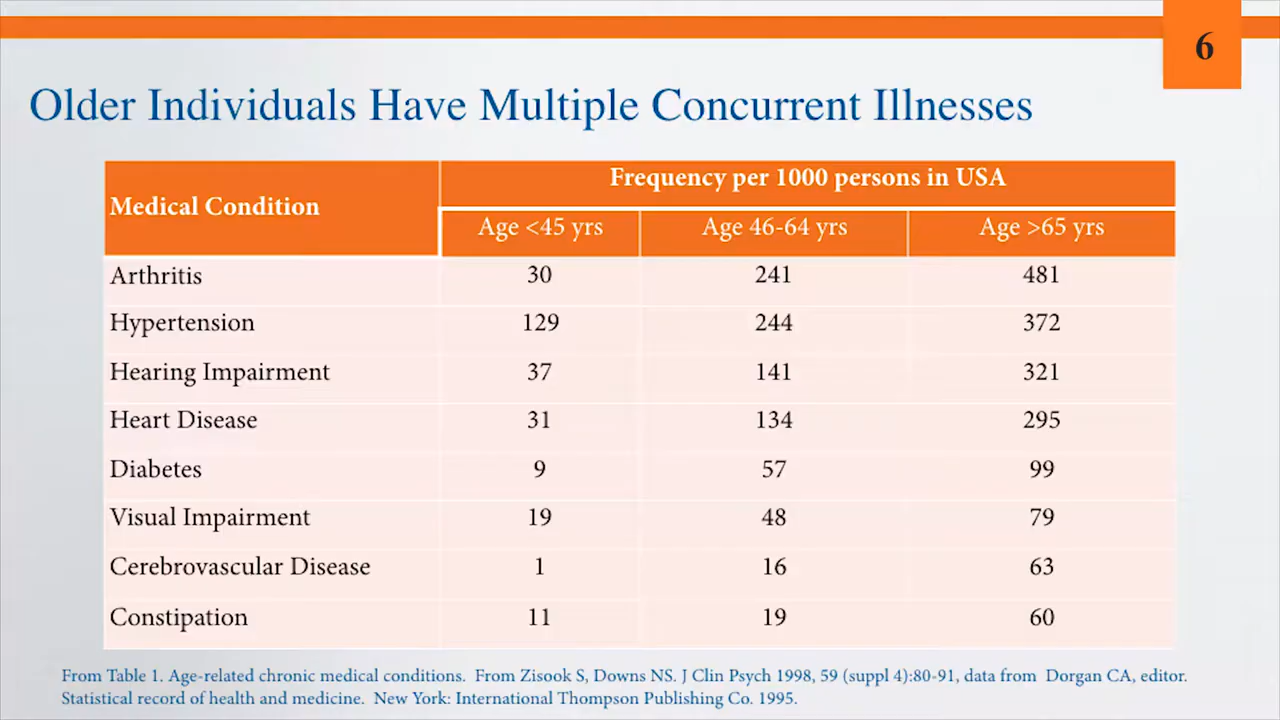 6
Older Individuals Have Multiple Concurrent Illnesses
Medical Condition
Frequency per 1000 persons in USA
Age <45 yrs Age 46-64 yrs Age >65 yrs
Arthritis 30 241 481
Hypertension 129 244 372
Hearing Impairment 37 141 321
Heart Disease 31 134 295
Diabetes 9 57 99
Visual Impairment 19 48 79
Cerebrovascular Disease 1 16 63
Constipation 11 19 60
From Table 1. Age-related chronic medical conditions. From Zisook S, Downs NS. J Clin Psych 1998, 59 (suppl 4):80-91, data from Dorgan CA, editor.
Statistical record of health and medicine. New York: International Thompson Publishing Co. 1995.